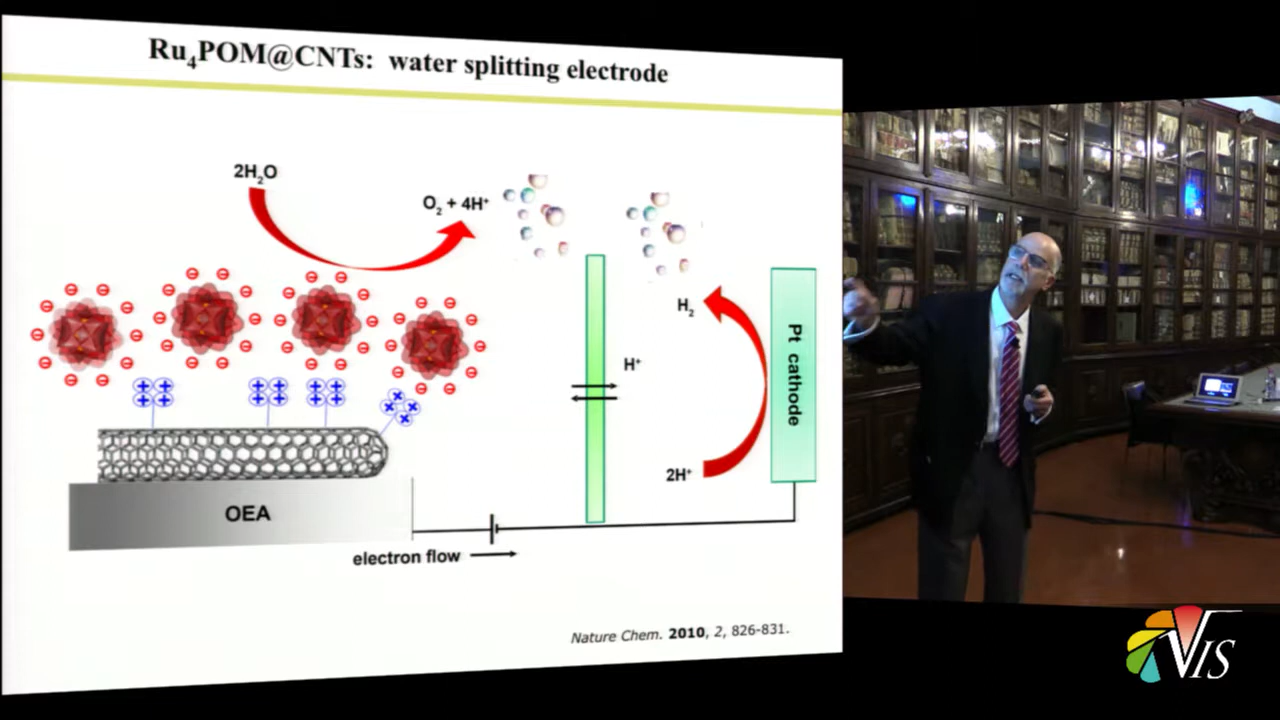 Ru₄POM@CNTs: water splitting electrode
2H₂O
O₂ + 4H⁺
H₂
H⁺
Pt cathode
2H⁺
OEA
electron flow
Nature Chem. 2010, 2, 826-831.
VIS